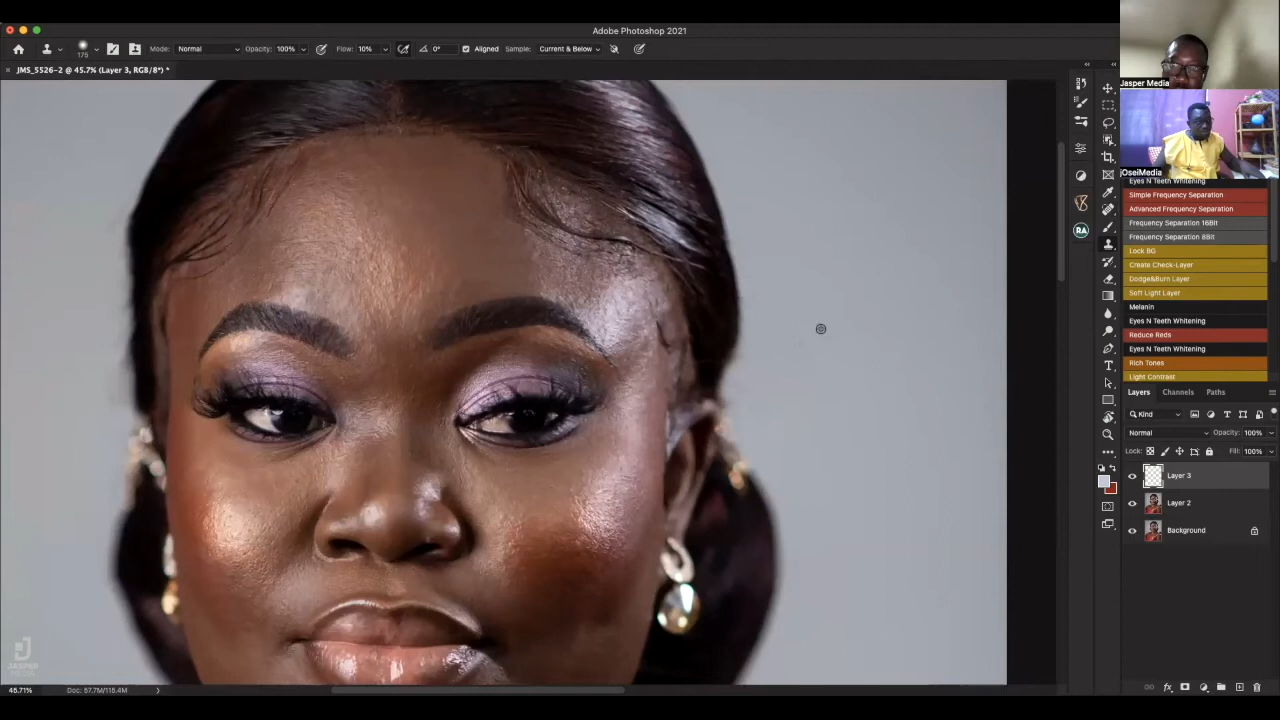 Adobe Photoshop 2021
175
Mode: Normal
Opacity: 100%
Flow: 10%
0°
Aligned
Sample: Current & Below
JMS_5526-2 @ 45.7% (Layer 3, RGB/8*) *
Jasper Media
jOseiMedia
Eyes N Teeth Whitening
Simple Frequency Separation
Advanced Frequency Separation
Frequency Separation 16Bit
Frequency Separation 8Bit
Lock BG
Create Check-Layer
Dodge&Burn Layer
Soft Light Layer
Melanin
Eyes N Teeth Whitening
Reduce Reds
Eyes N Teeth Whitening
Rich Tones
Light Contrast
Layers Channels Paths
Kind
Normal Opacity: 100%
Lock: Fill: 100%
Layer 3
Layer 2
Background
RA
J
JASPER
MEDIA
45.71% Doc: 57.7M/115.4M